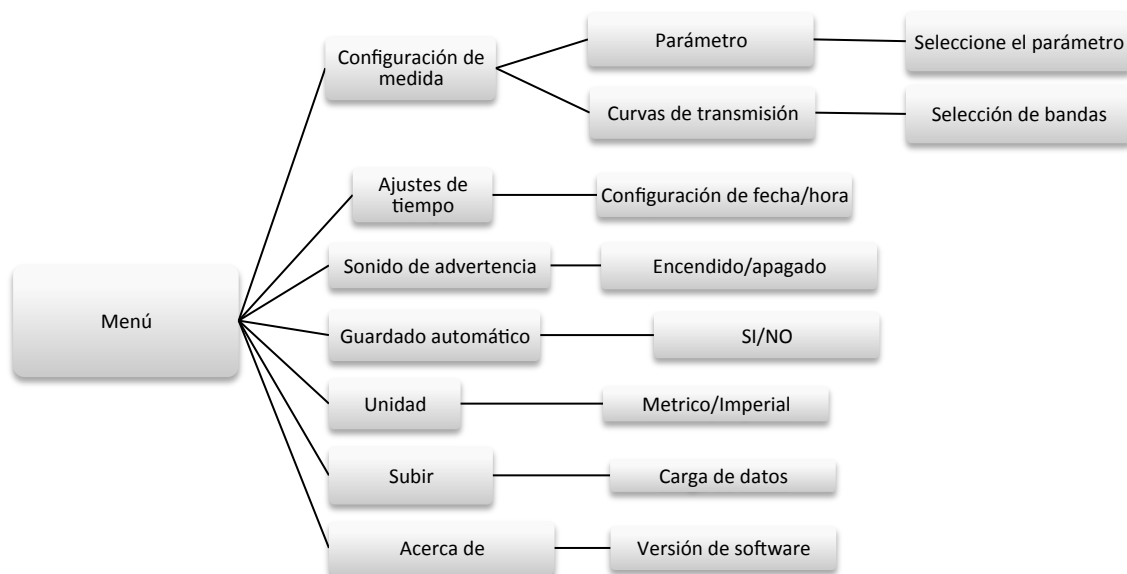 Configuración de
medida
Parámetro
Seleccione el parámetro
Curvas de transmisión
Selección de bandas
Ajustes de
tiempo
Configuración de fecha/hora
Sonido de advertencia
Encendido/apagado
Menú
Guardado automático
SI/NO
Unidad
Metrico/Imperial
Subir
Carga de datos
Acerca de
Versión de software